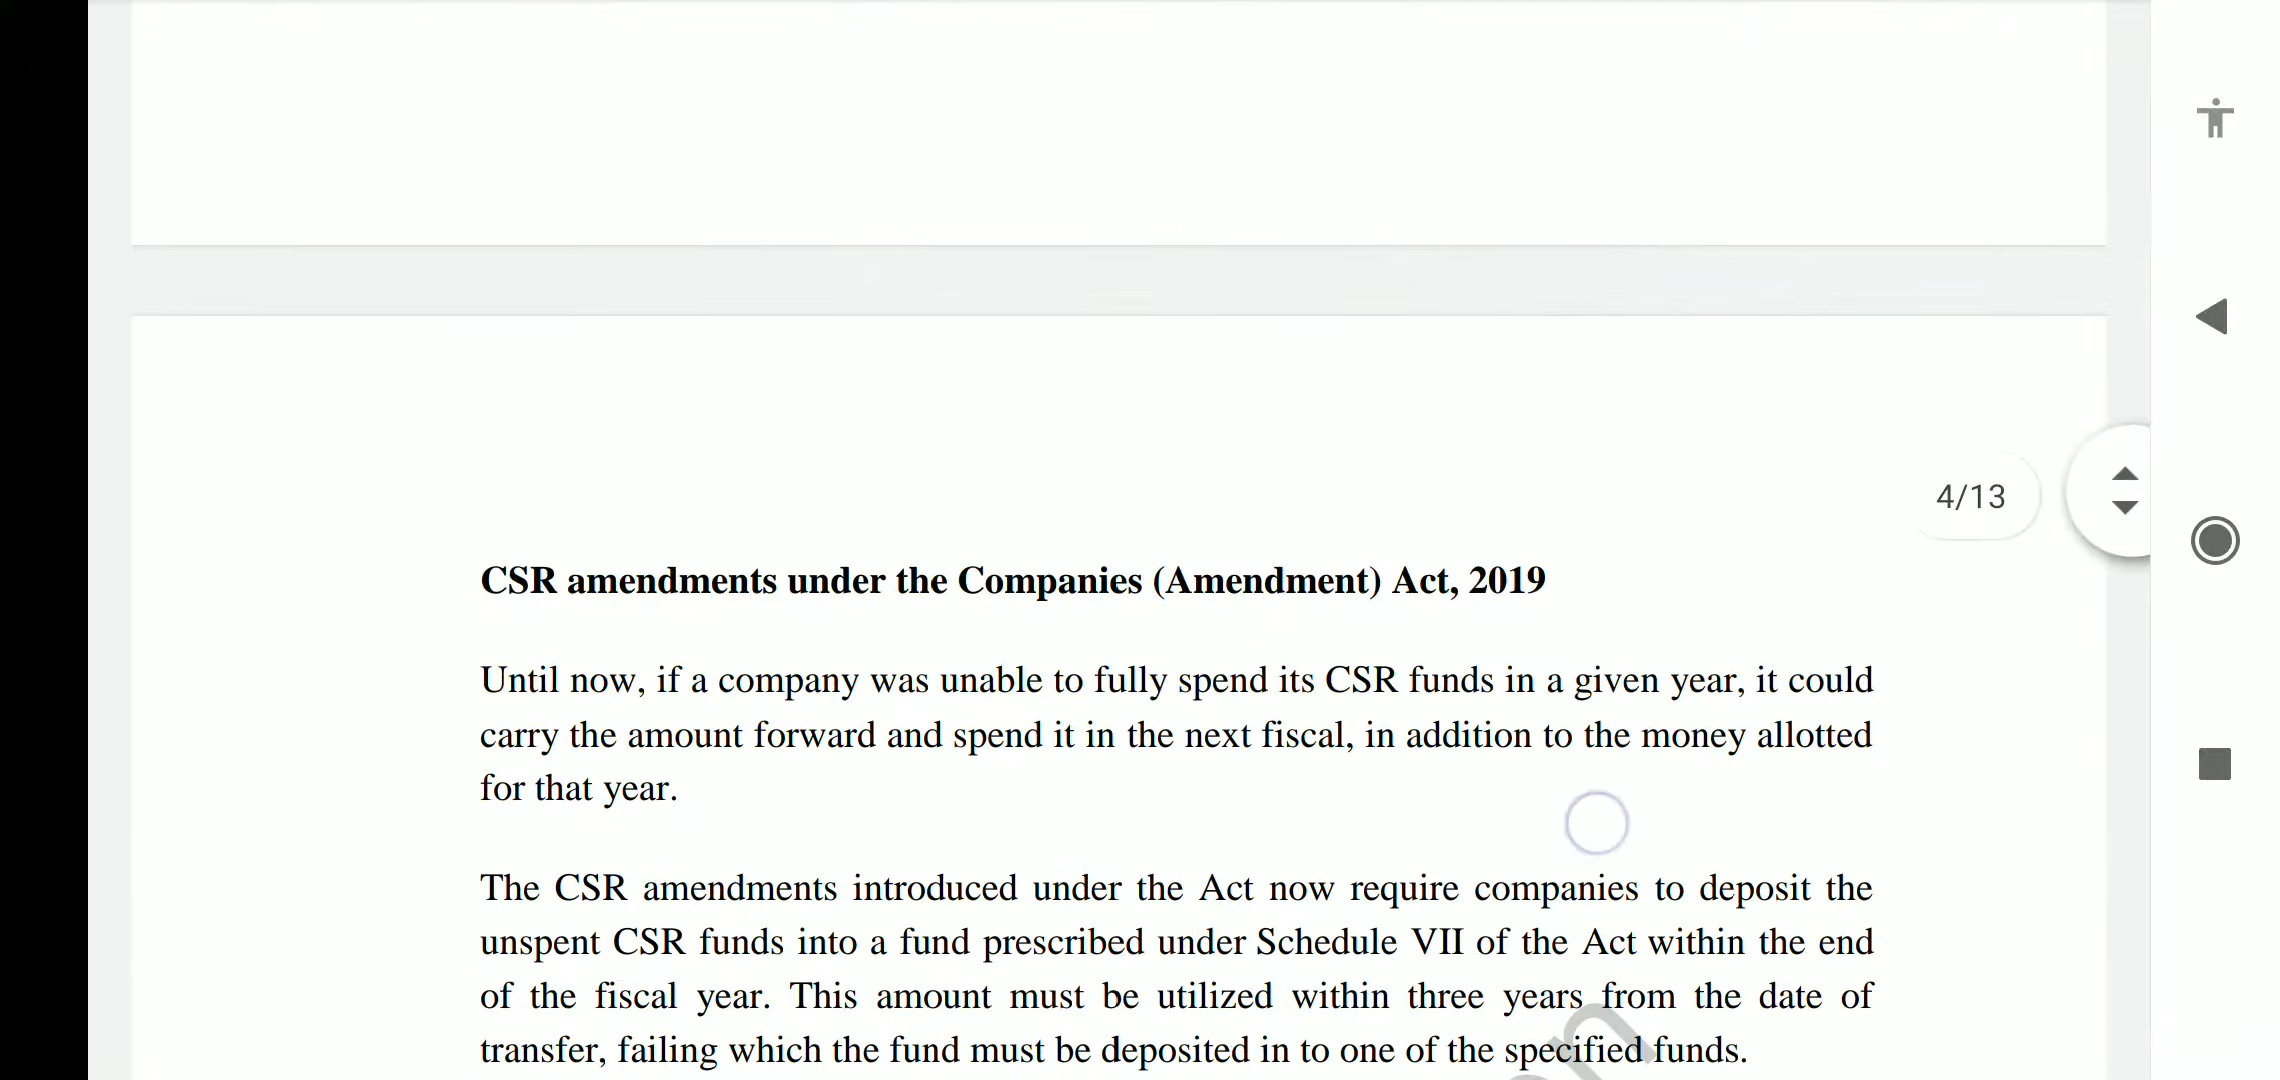 4/13
CSR amendments under the Companies (Amendment) Act, 2019
Until now, if a company was unable to fully spend its CSR funds in a given year, it could
carry the amount forward and spend it in the next fiscal, in addition to the money allotted
for that year.
The CSR amendments introduced under the Act now require companies to deposit the
unspent CSR funds into a fund prescribed under Schedule VII of the Act within the end
of the fiscal year. This amount must be utilized within three years from the date of
transfer, failing which the fund must be deposited in to one of the specified funds.